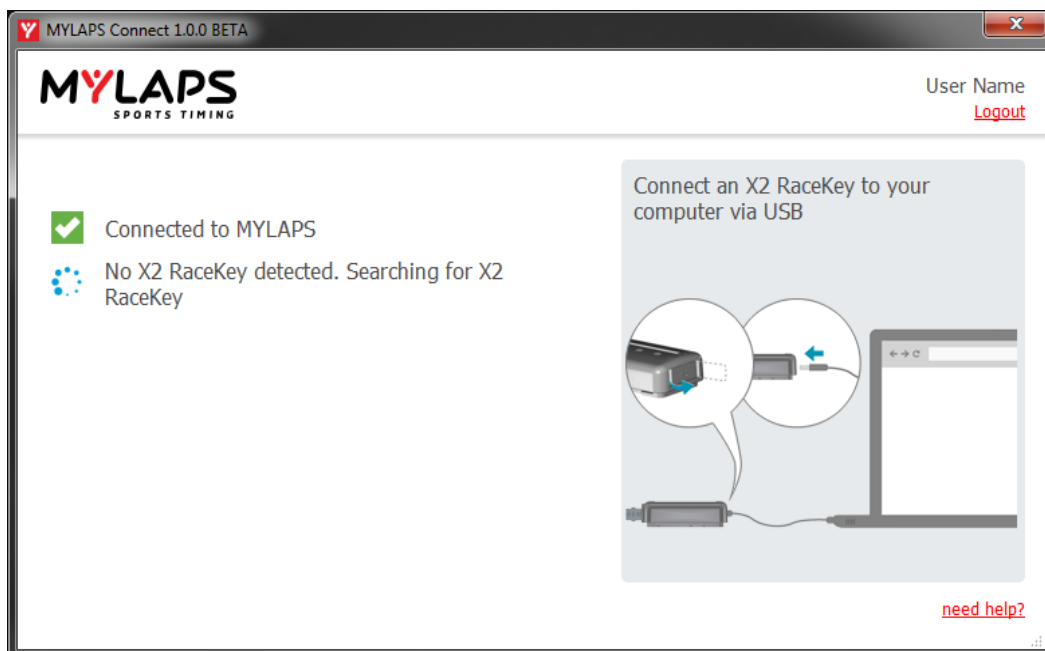 MYLAPS Connect 1.0.0 BETA
MYLAPS
SPORTS TIMING
User Name
Logout
Connected to MYLAPS
No X2 RaceKey detected. Searching for X2
RaceKey
Connect an X2 RaceKey to your
computer via USB
need help?